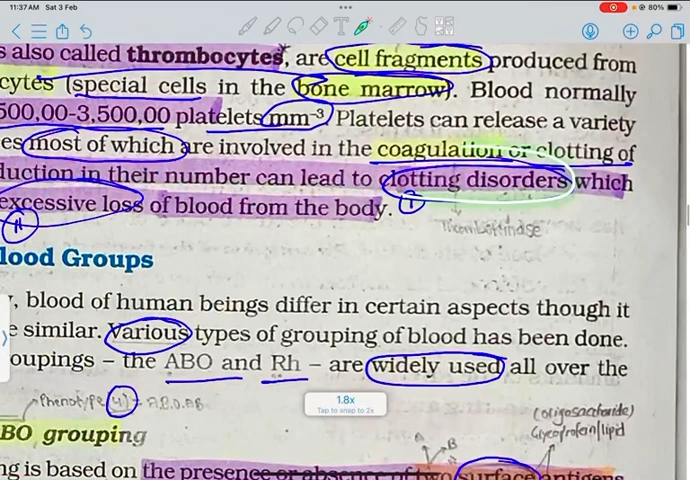 11:37 AM Sat 3 Feb
80%
s also called thrombocytes, are cell fragments produced from
cytes (special cells in the bone marrow). Blood normally
500,00-3,500,00 platelets mm⁻³. Platelets can release a variety
es most of which are involved in the coagulation or clotting of
duction in their number can lead to clotting disorders which
excessive loss of blood from the body.
Thrombokinase
lood Groups
, blood of human beings differ in certain aspects though it
e similar. Various types of grouping of blood has been done.
oupings – the ABO and Rh – are widely used all over the
Phenotype (4) - A,B,O,AB
1.8x
Tap to snap to 2x
(oligosaccharide)
Glycoprotein/lipid
BO grouping
A B
ng is based on the presence or absence of two surface antigens